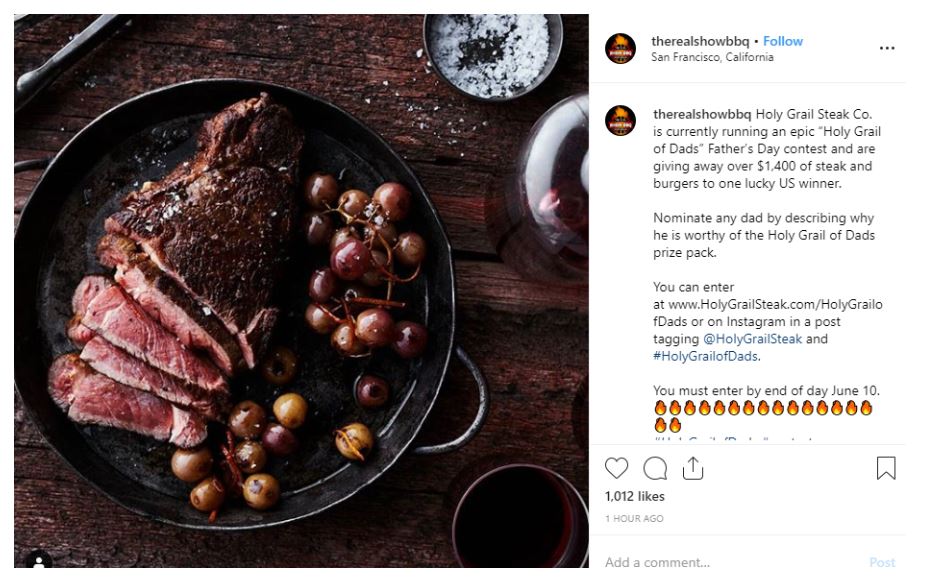 therealshowbbq • Follow
San Francisco, California
therealshowbbq Holy Grail Steak Co.
is currently running an epic "Holy Grail
of Dads" Father's Day contest and are
giving away over $1,400 of steak and
burgers to one lucky US winner.
Nominate any dad by describing why
he is worthy of the Holy Grail of Dads
prize pack.
You can enter
at www.HolyGrailSteak.com/HolyGrailo
fDads or on Instagram in a post
tagging @HolyGrailSteak and
#HolyGrailofDads.
You must enter by end of day June 10.
🔥🔥🔥🔥🔥🔥🔥🔥🔥🔥🔥🔥🔥🔥🔥
🔥🔥
1,012 likes
1 HOUR AGO
Add a comment... Post